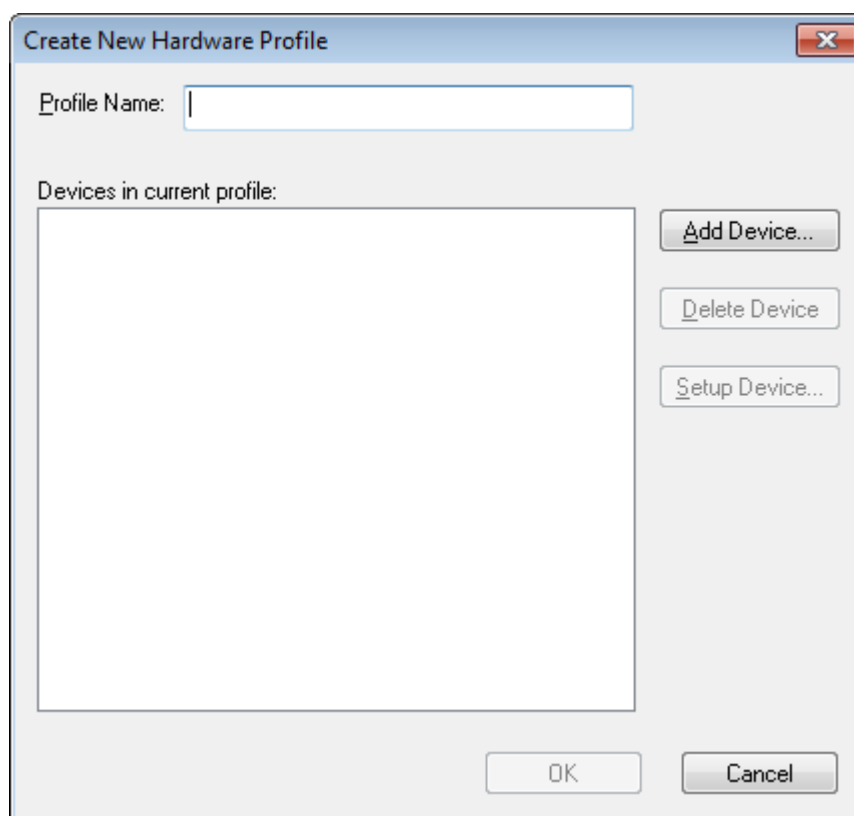 Create New Hardware Profile
Profile Name:
Devices in current profile:
Add Device...
Delete Device
Setup Device...
OK
Cancel